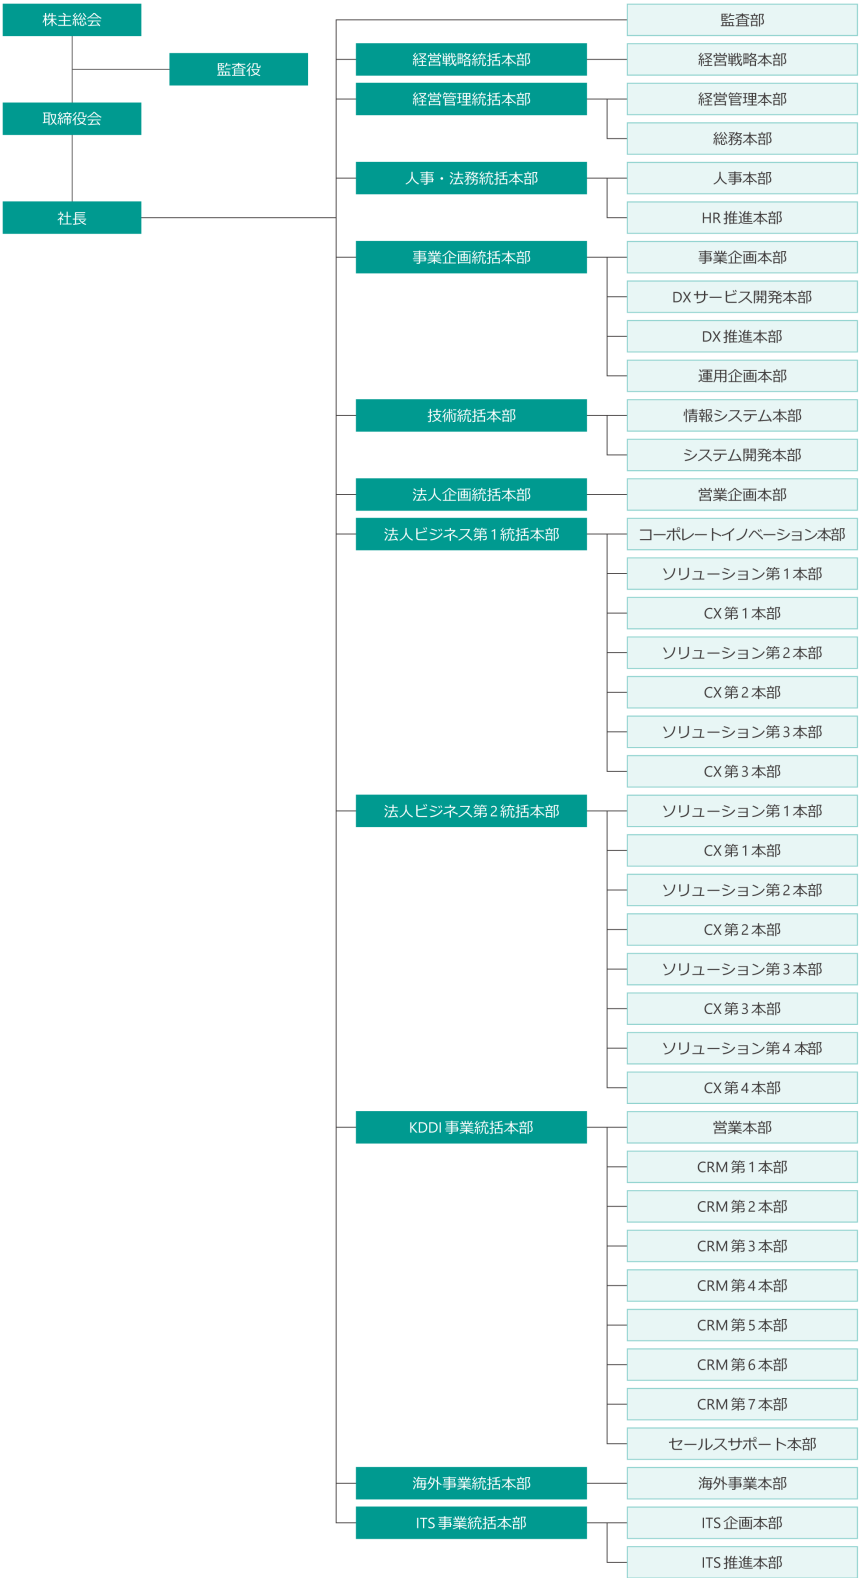 株主総会
監査役
取締役会
社長
監査部
経営戦略統括本部
経営戦略本部
経営管理統括本部
経営管理本部
総務本部
人事・法務統括本部
人事本部
HR推進本部
事業企画統括本部
事業企画本部
DXサービス開発本部
DX推進本部
運用企画本部
技術統括本部
情報システム本部
システム開発本部
法人企画統括本部
営業企画本部
法人ビジネス第1統括本部
コーポレートイノベーション本部
ソリューション第1本部
CX第1本部
ソリューション第2本部
CX第2本部
ソリューション第3本部
CX第3本部
法人ビジネス第2統括本部
ソリューション第1本部
CX第1本部
ソリューション第2本部
CX第2本部
ソリューション第3本部
CX第3本部
ソリューション第4本部
CX第4本部
KDDI事業統括本部
営業本部
CRM第1本部
CRM第2本部
CRM第3本部
CRM第4本部
CRM第5本部
CRM第6本部
CRM第7本部
セールスサポート本部
海外事業統括本部
海外事業本部
ITS事業統括本部
ITS企画本部
ITS推進本部